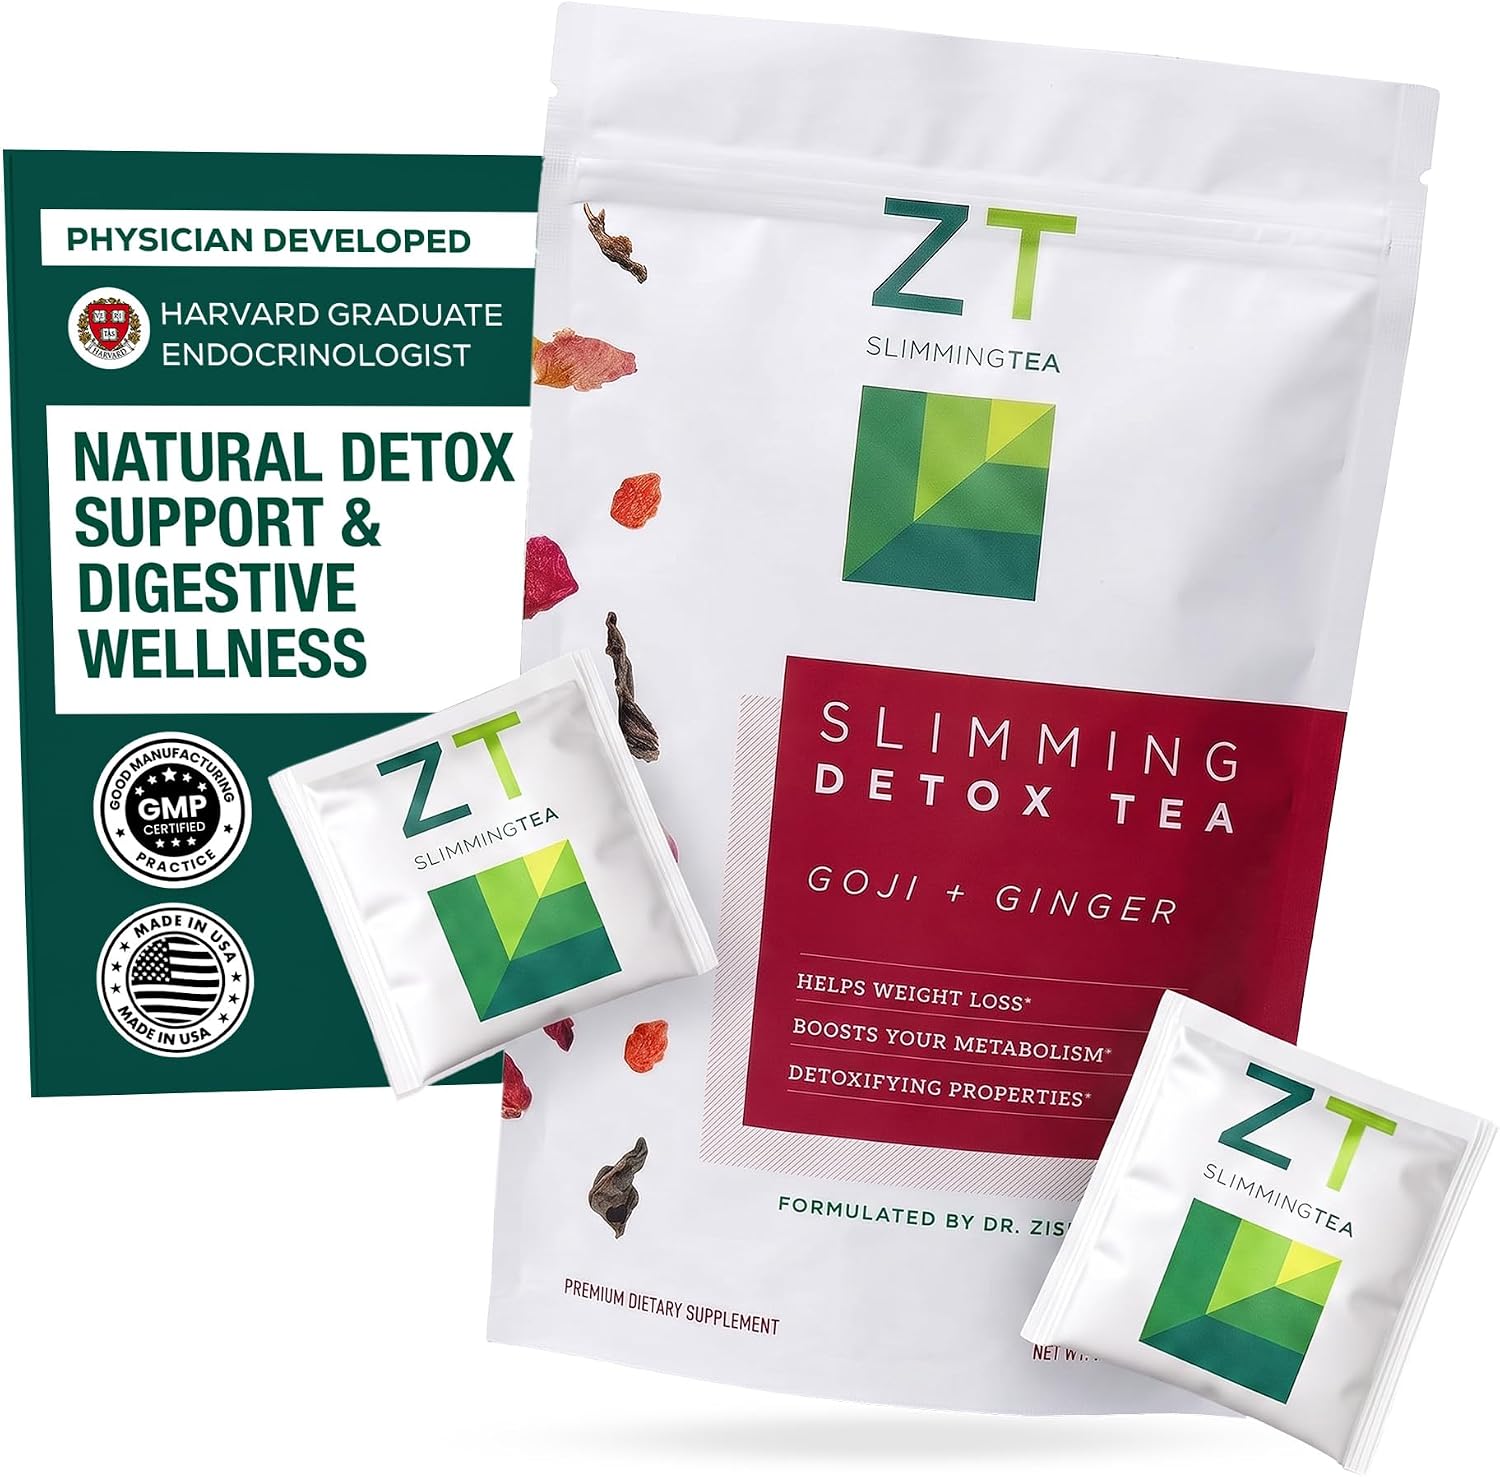 PHYSICIAN DEVELOPED
HARVARD GRADUATE
ENDOCRINOLOGIST
HARVARD
NATURAL DETOX
SUPPORT &
DIGESTIVE
WELLNESS
GOOD MANUFACTURING
GMP
CERTIFIED
PRACTICE
MADE IN USA
MADE IN USA
ZT
SLIMMINGTEA
ZT
SLIMMINGTEA
SLIMMING
DETOX TEA
GOJI + GINGER
HELPS WEIGHT LOSS*
BOOSTS YOUR METABOLISM*
DETOXIFYING PROPERTIES*
FORMULATED BY DR.
PREMIUM DIETARY SUPPLEMENT
NET WT.
ZT
SLIMMINGTEA